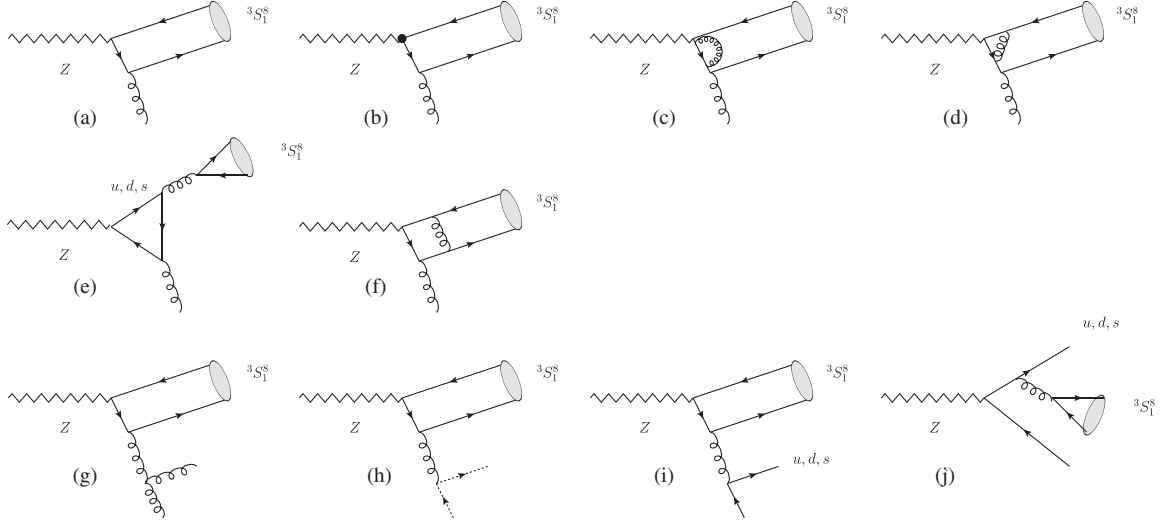 ³S₁⁸ ³S₁⁸ ³S₁⁸ ³S₁⁸
Z Z Z Z
(a) (b) (c) (d)
³S₁⁸
u, d, s ³S₁⁸
Z Z
(e) (f)
u, d, s
³S₁⁸ ³S₁⁸ ³S₁⁸
³S₁⁸
Z Z Z Z
u, d, s
(g) (h) (i) (j)